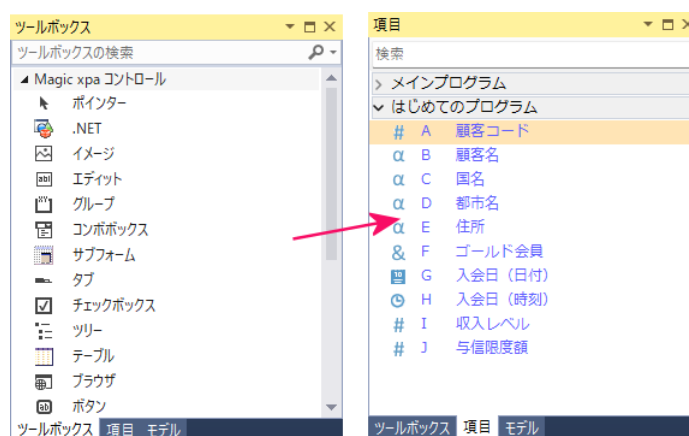 ツールボックス
ツールボックスの検索
Magic xpa コントロール
ポインター
.NET
イメージ
エディット
グループ
コンボボックス
サブフォーム
タブ
チェックボックス
ツリー
テーブル
ブラウザ
ボタン
ツールボックス 項目 モデル
項目
検索
メインプログラム
はじめてのプログラム
# A 顧客コード
α B 顧客名
α C 国名
α D 都市名
α E 住所
& F ゴールド会員
10 G 入会日（日付）
H 入会日（時刻）
# I 収入レベル
# J 与信限度額
ツールボックス 項目 モデル